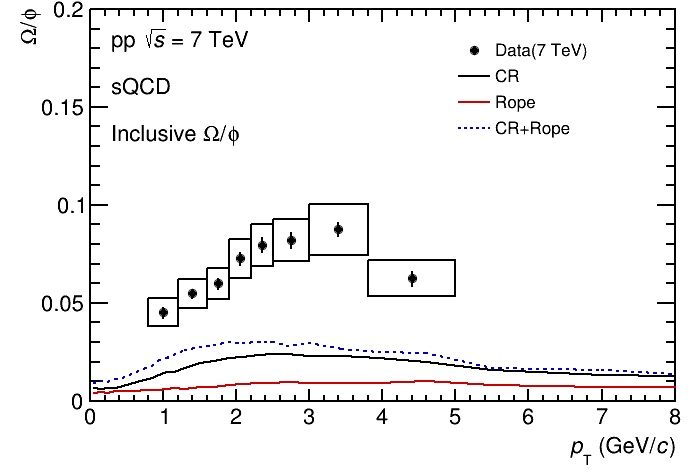 Ω/ϕ
pp √s = 7 TeV
sQCD
Inclusive Ω/ϕ
Data(7 TeV)
CR
Rope
CR+Rope
0.2
0.15
0.1
0.05
0
0 1 2 3 4 5 6 7 8
p_T (GeV/c)